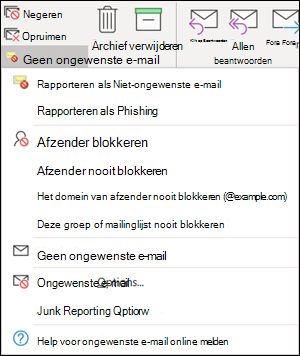 Negeren
Opruimen
Archief verwijderen
Allen
beantwoorden
Geen ongewenste e-mail
Rapporteren als Niet-ongewenste e-mail
Rapporteren als Phishing
Afzender blokkeren
Afzender nooit blokkeren
Het domein van afzender nooit blokkeren (@example.com)
Deze groep of mailinglijst nooit blokkeren
Geen ongewenste e-mail
Ongewenste e-mail Options...
Junk Reporting Qptiorw
Help voor ongewenste e-mail online melden